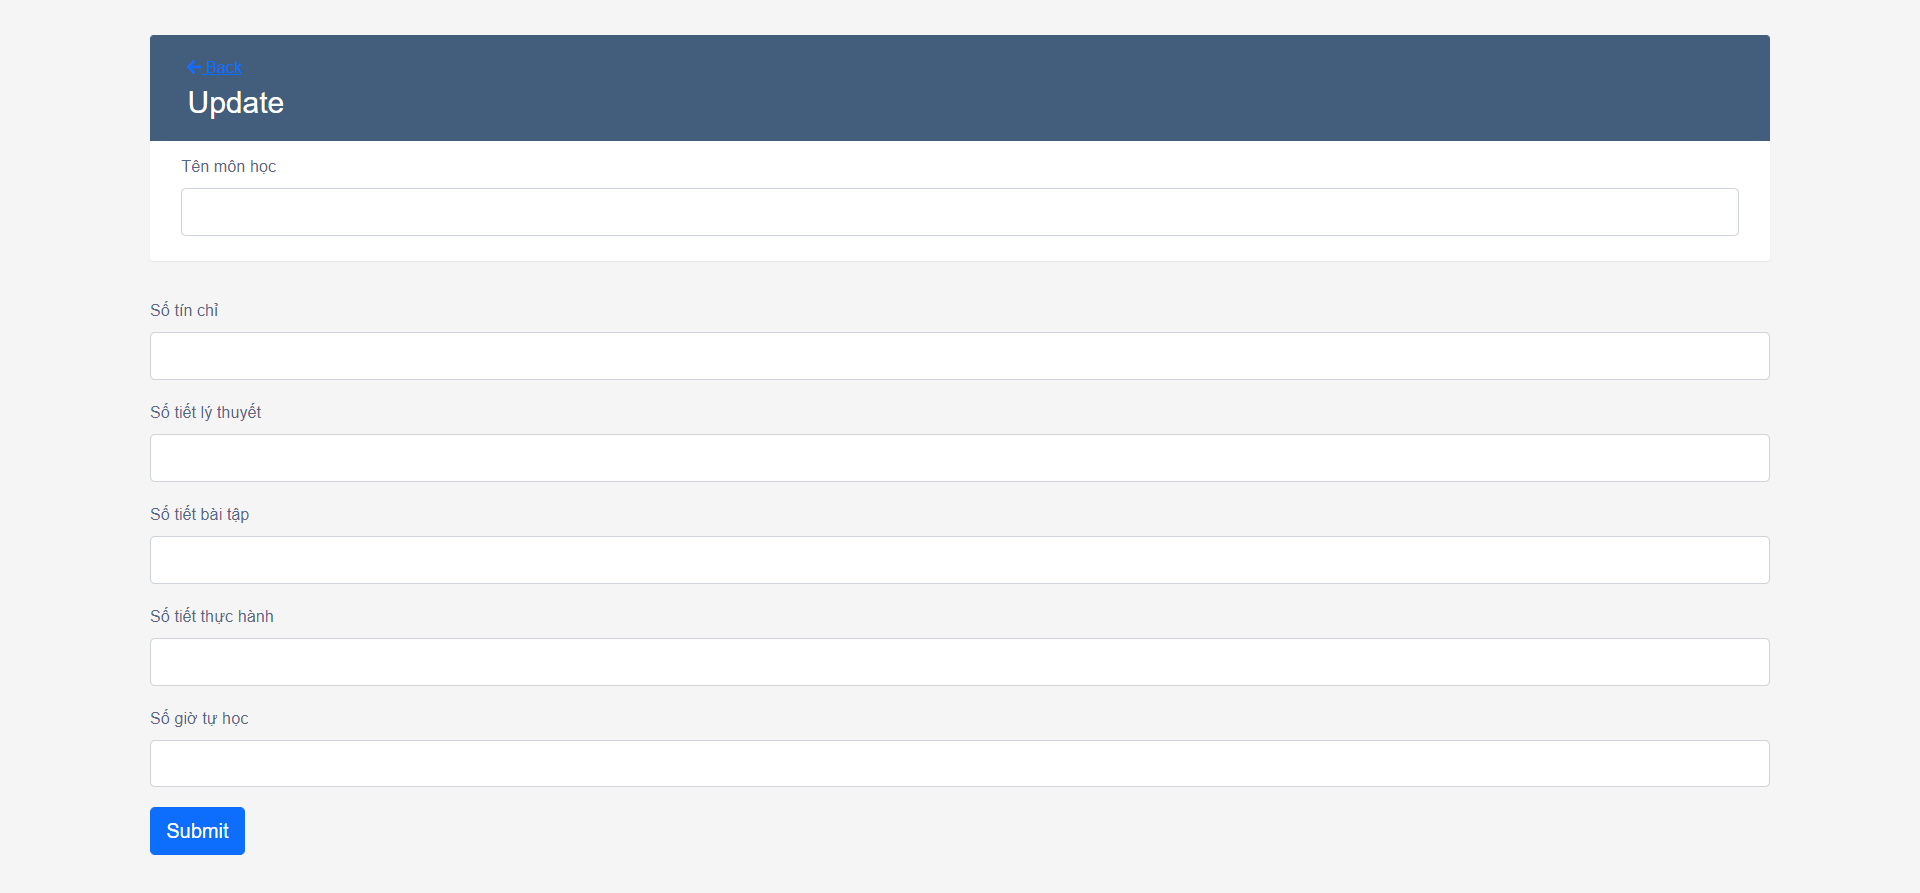 Back
Update
Tên môn học
Số tín chỉ
Số tiết lý thuyết
Số tiết bài tập
Số tiết thực hành
Số giờ tự học
Submit